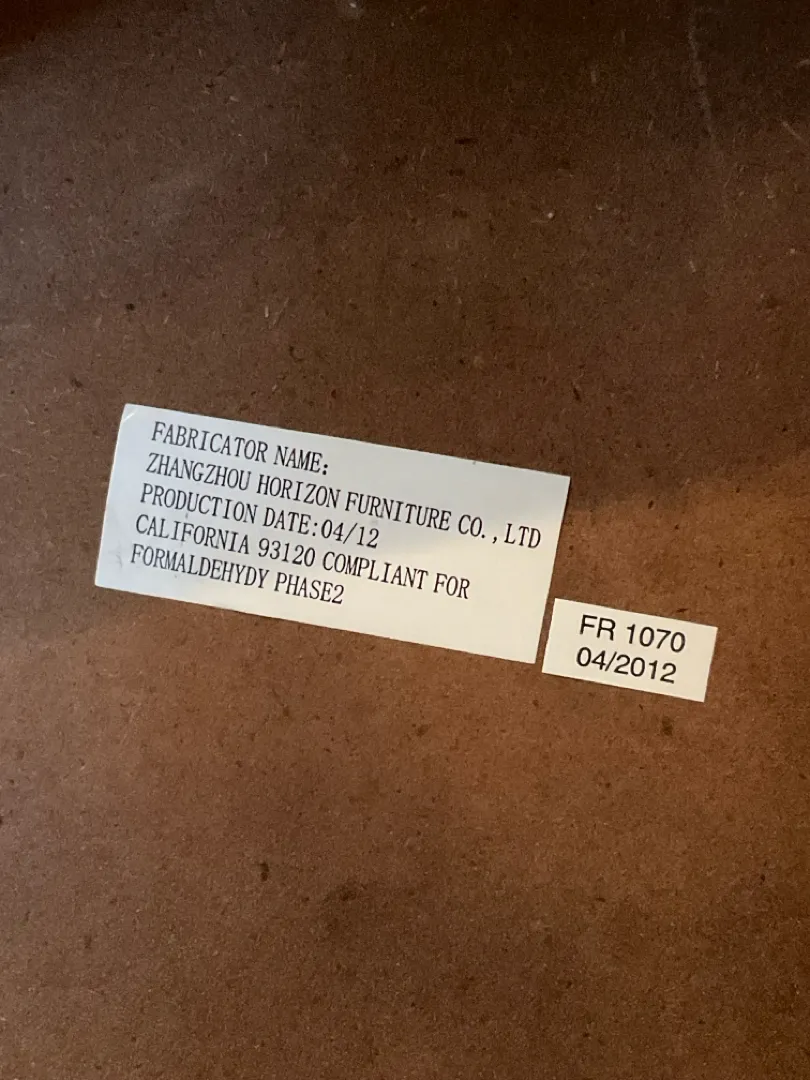 FABRICATOR NAME:
ZHANGZHOU HORIZON FURNITURE CO.,LTD
PRODUCTION DATE:04/12
CALIFORNIA 93120 COMPLIANT FOR
FORMALDEHYDY PHASE2
FR 1070
04/2012